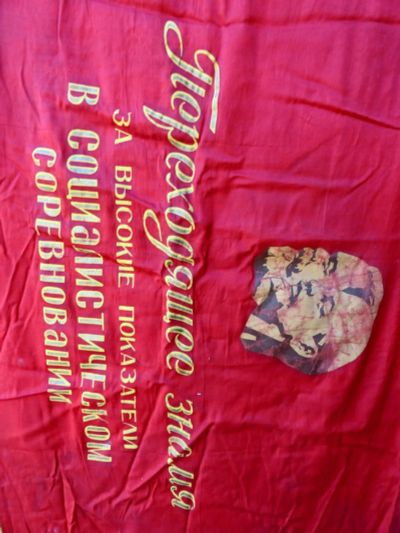 Переходящее знамя
ЗА ВЫСОКИЕ ПОКАЗАТЕЛИ
В СОЦИАЛИСТИЧЕСКОМ
СОРЕВНОВАНИИ